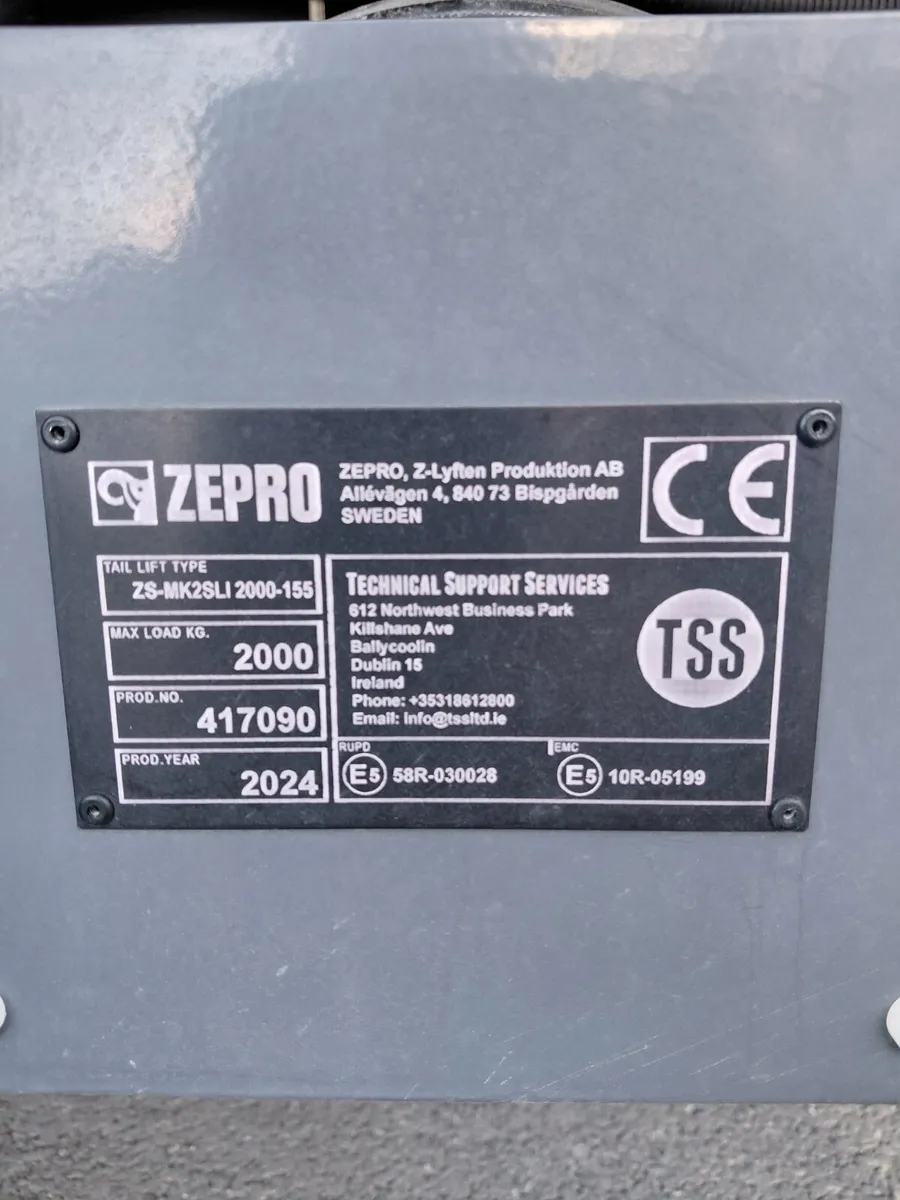 ZEPRO
ZEPRO, Z-Lyften Produktion AB
Allévägen 4, 840 73 Bispgården
SWEDEN
CE
TAIL LIFT TYPE
ZS-MK2SLI 2000-155
MAX LOAD KG.
2000
PROD.NO.
417090
PROD.YEAR
2024
TECHNICAL SUPPORT SERVICES
612 Northwest Business Park
Killshane Ave
Ballycoolin
Dublin 15
Ireland
Phone: +35318612800
Email: info@tssltd.ie
TSS
RUPD
E5 58R-030028
EMC
E5 10R-05199